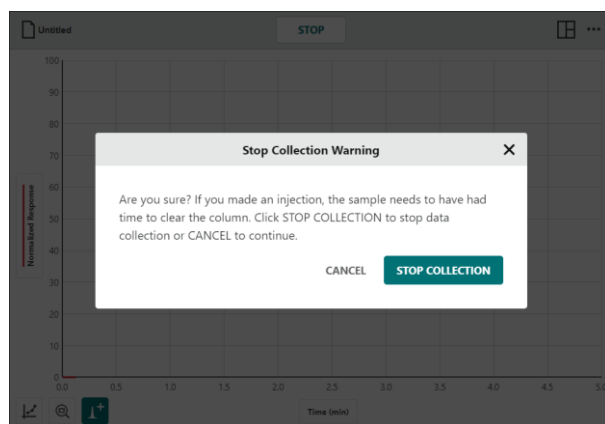 Untitled
STOP
100
90
80
70
60
50
40
30
20
10
0
Normalized Response
Stop Collection Warning
Are you sure? If you made an injection, the sample needs to have had
time to clear the column. Click STOP COLLECTION to stop data
collection or CANCEL to continue.
CANCEL STOP COLLECTION
0.0 0.5 1.0 1.5 2.0 2.5 3.0 3.5 4.0 4.5 5.0
Time (min)